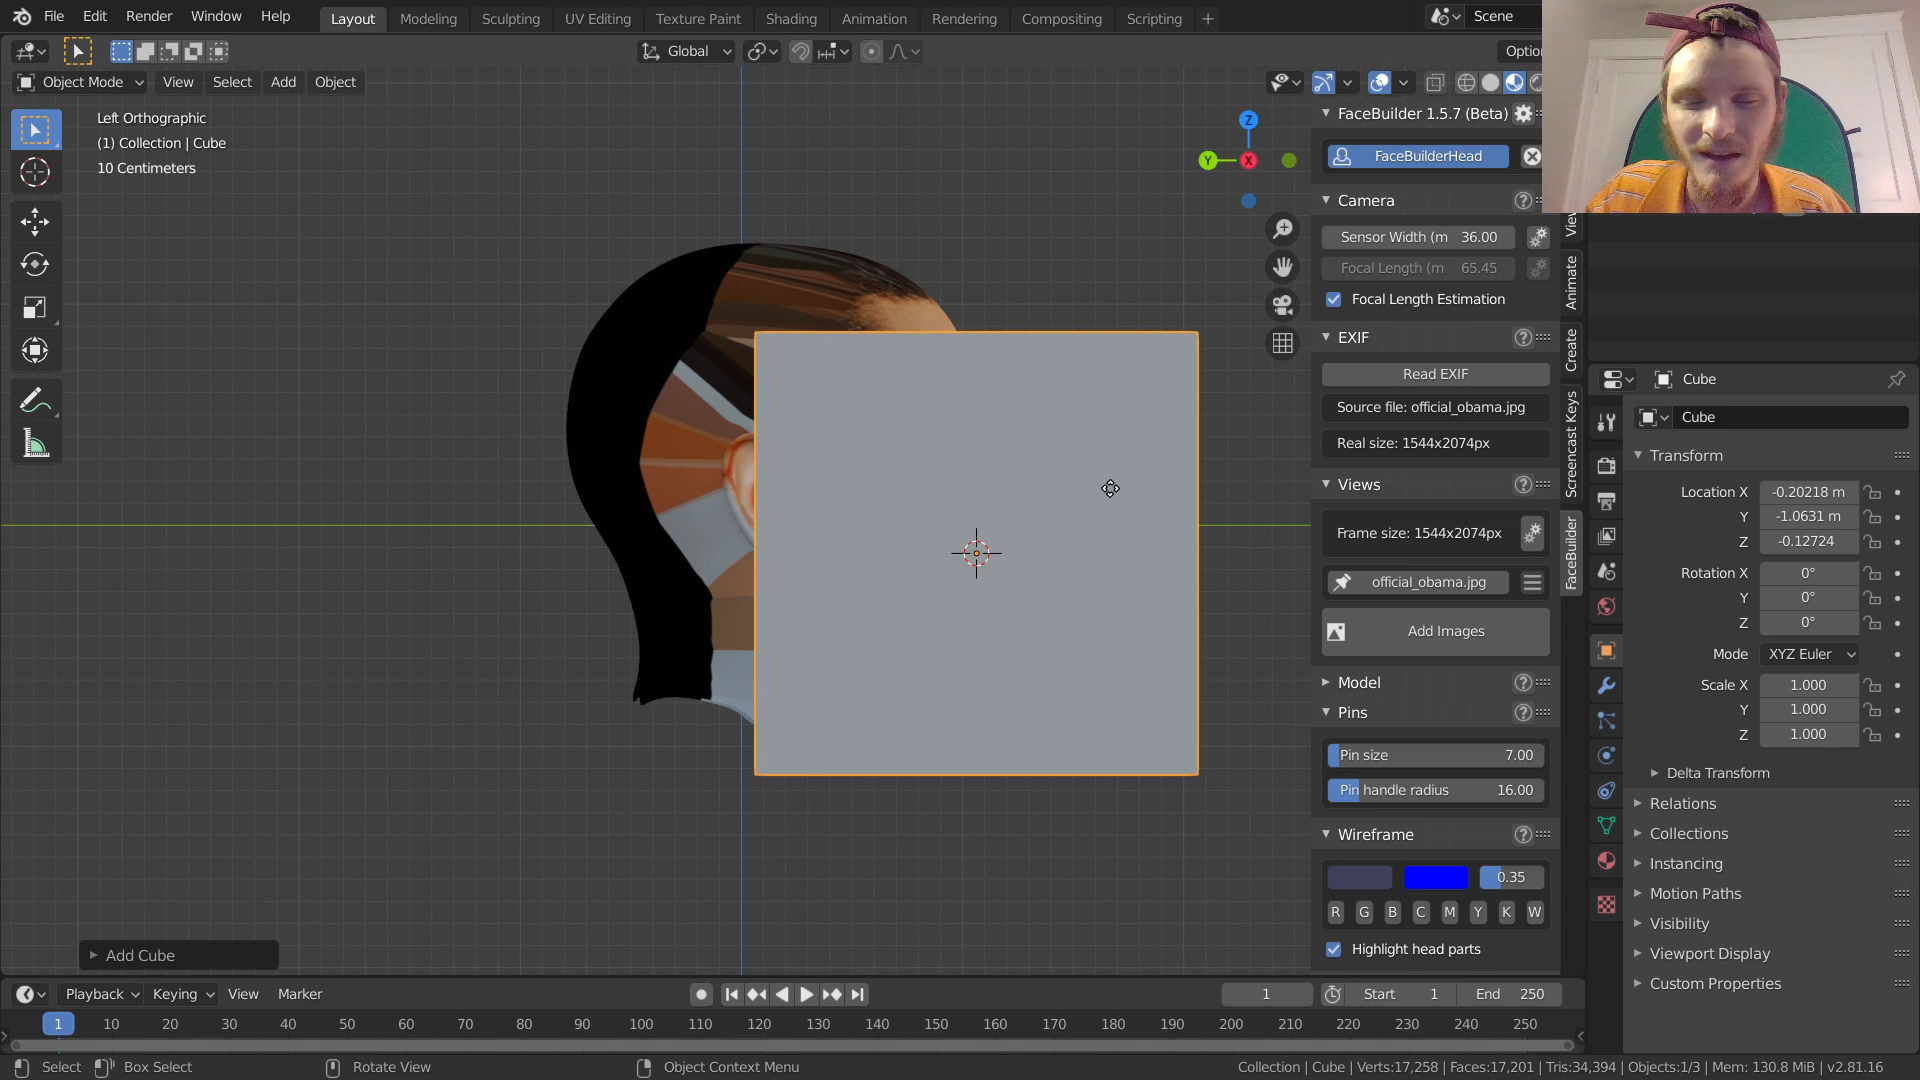 File Edit Render Window Help
Layout Modeling Sculpting UV Editing Texture Paint Shading Animation Rendering Compositing Scripting +
Scene
Global
Object Mode View Select Add Object
Left Orthographic
(1) Collection | Cube
10 Centimeters
Z
Y X
FaceBuilder 1.5.7 (Beta)
FaceBuilderHead
Camera
Sensor Width (m 36.00
Focal Length (m 65.45
Focal Length Estimation
EXIF
Read EXIF
Source file: official_obama.jpg
Real size: 1544x2074px
Views
Frame size: 1544x2074px
official_obama.jpg
Add Images
Model
Pins
Pin size 7.00
Pin handle radius 16.00
Wireframe
0.35
R G B C M Y K W
Highlight head parts
Animate
Create
Screencast Keys
FaceBuilder
Cube
Cube
Transform
Location X -0.20218 m
Y -1.0631 m
Z -0.12724
Rotation X 0°
Y 0°
Z 0°
Mode XYZ Euler
Scale X 1.000
Y 1.000
Z 1.000
Delta Transform
Relations
Collections
Instancing
Motion Paths
Visibility
Viewport Display
Custom Properties
Add Cube
Playback Keying View Marker
1 Start 1 End 250
1 10 20 30 40 50 60 70 80 90 100 110 120 130 140 150 160 170 180 190 200 210 220 230 240 250
Select Box Select Rotate View Object Context Menu
Collection | Cube | Verts:17,258 | Faces:17,201 | Tris:34,394 | Objects:1/3 | Mem: 130.8 MiB | v2.81.16